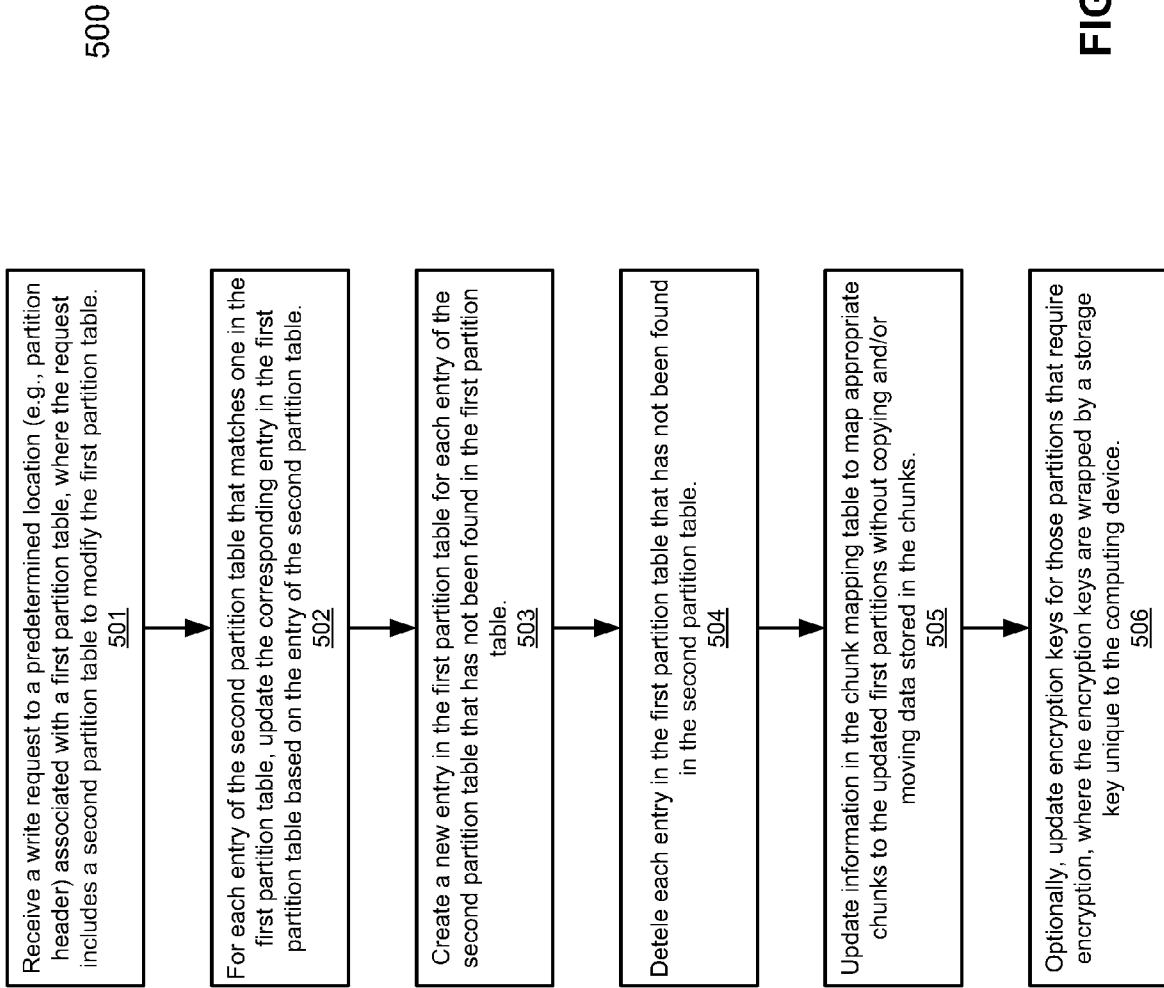 Receive a write request to a predetermined location (e.g., partition
header) associated with a first partition table, where the request
includes a second partition table to modify the first partition table.
501
For each entry of the second partition table that matches one in the
first partition table, update the corresponding entry in the first
partition table based on the entry of the second partition table.
502
Create a new entry in the first partition table for each entry of the
second partition table that has not been found in the first partition
table.
503
Detele each entry in the first partition table that has not been found
in the second partition table.
504
Update information in the chunk mapping table to map appropriate
chunks to the updated first partitions without copying and/or
moving data stored in the chunks.
505
Optionally, update encryption keys for those partitions that require
encryption, where the encryption keys are wrapped by a storage
key unique to the computing device.
506
500
FIG